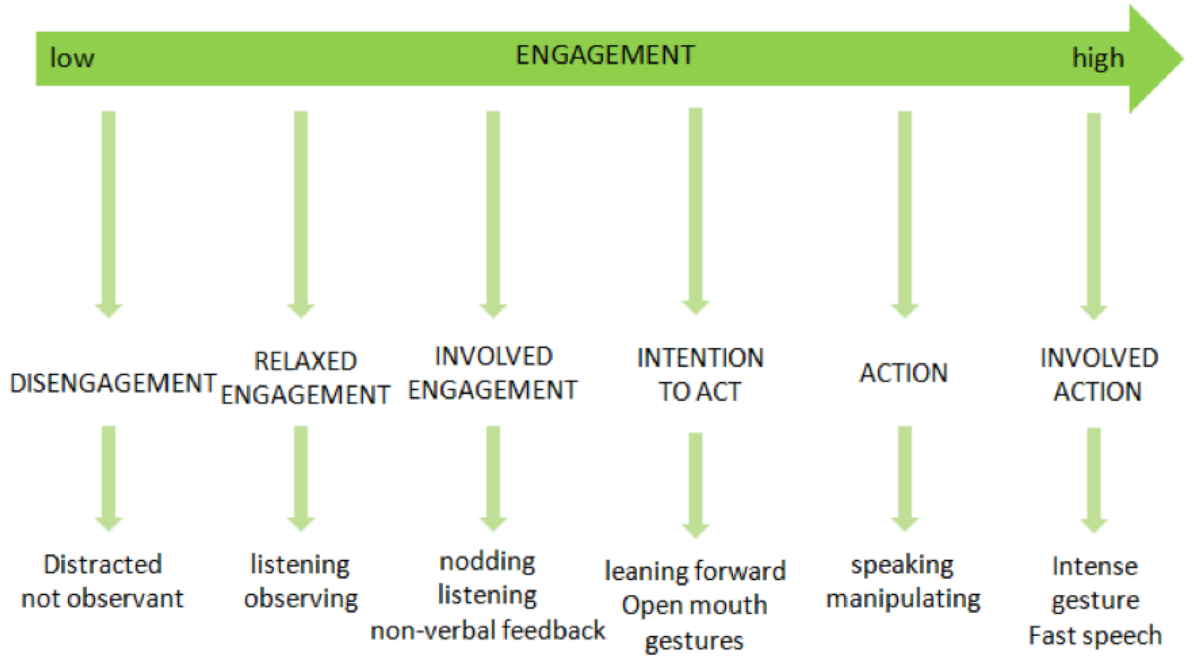 low ENGAGEMENT high
DISENGAGEMENT
RELAXED
ENGAGEMENT
INVOLVED
ENGAGEMENT
INTENTION
TO ACT
ACTION
INVOLVED
ACTION
Distracted
not observant
listening
observing
nodding
listening
non-verbal feedback
leaning forward
Open mouth
gestures
speaking
manipulating
Intense
gesture
Fast speech